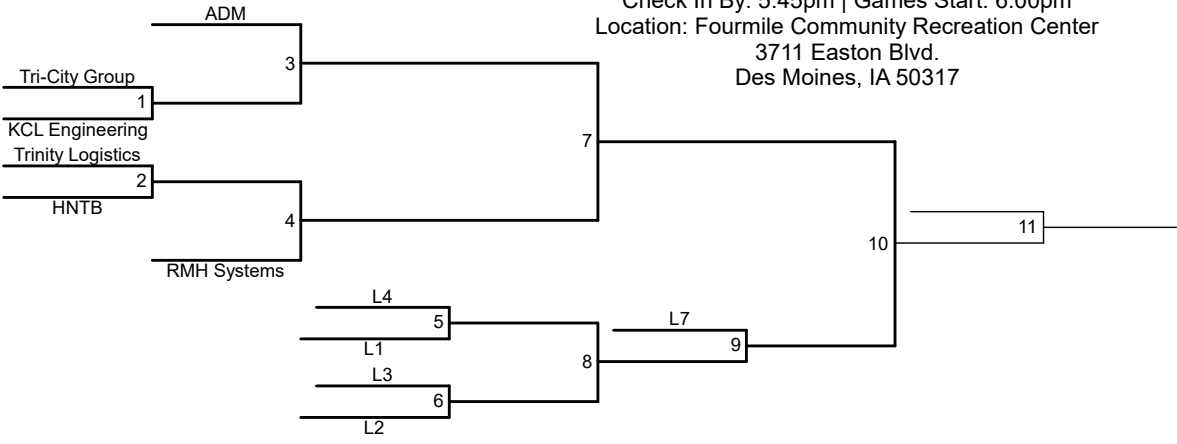 Check In By: 5:45pm | Games Start: 6:00pm
Location: Fourmile Community Recreation Center
3711 Easton Blvd.
Des Moines, IA 50317
ADM
3
Tri-City Group
1
KCL Engineering
Trinity Logistics
2
HNTB
4
RMH Systems
7
10
11
L4
5
L1
L3
6
L2
8
L7
9